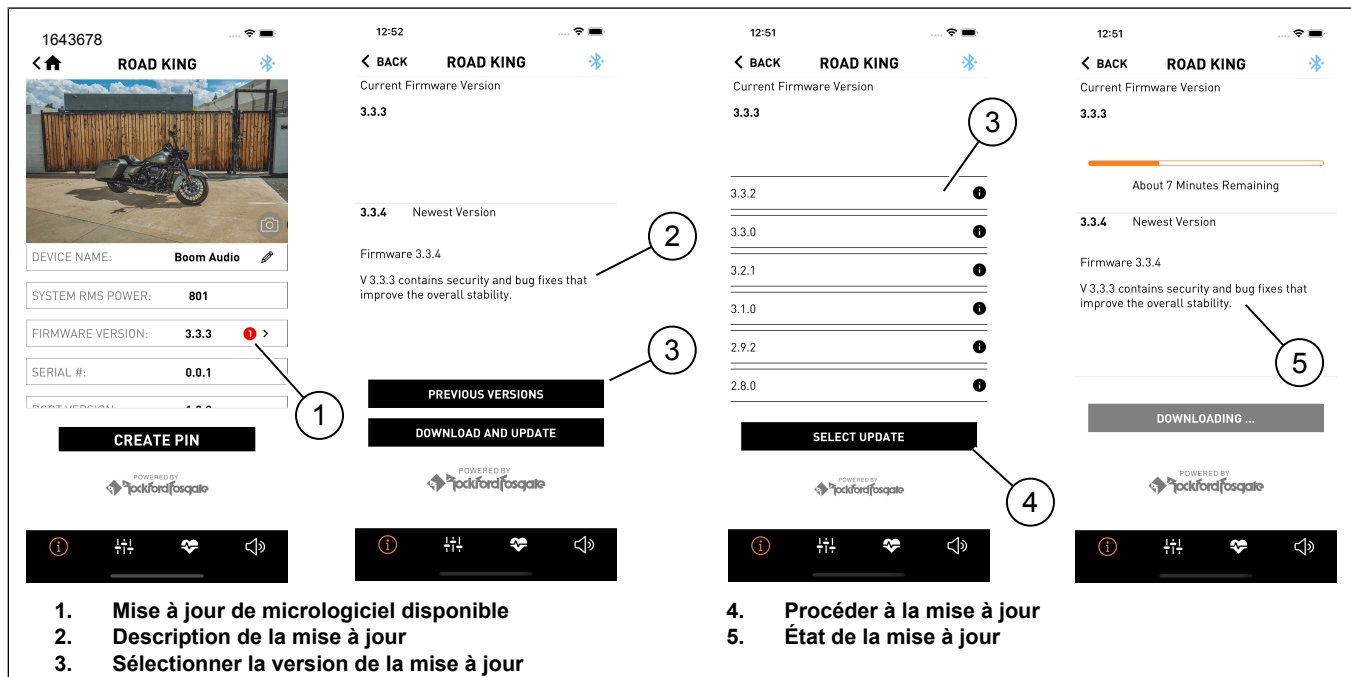 1643678
ROAD KING
DEVICE NAME: Boom Audio
SYSTEM RMS POWER: 801
FIRMWARE VERSION: 3.3.3 1 >
SERIAL #: 0.0.1
CREATE PIN
POWERED BY
Rockford Fosgate
1
12:52
< BACK ROAD KING
Current Firmware Version
3.3.3
3.3.4 Newest Version
Firmware 3.3.4
V 3.3.3 contains security and bug fixes that
improve the overall stability.
2
3
PREVIOUS VERSIONS
DOWNLOAD AND UPDATE
POWERED BY
Rockford Fosgate
12:51
< BACK ROAD KING
Current Firmware Version
3.3.3
3
3.3.2
3.3.0
3.2.1
3.1.0
2.9.2
2.8.0
SELECT UPDATE
4
POWERED BY
Rockford Fosgate
12:51
< BACK ROAD KING
Current Firmware Version
3.3.3
About 7 Minutes Remaining
3.3.4 Newest Version
Firmware 3.3.4
V 3.3.3 contains security and bug fixes that
improve the overall stability.
5
DOWNLOADING ...
POWERED BY
Rockford Fosgate
1. Mise à jour de micrologiciel disponible
2. Description de la mise à jour
3. Sélectionner la version de la mise à jour
4. Procéder à la mise à jour
5. État de la mise à jour